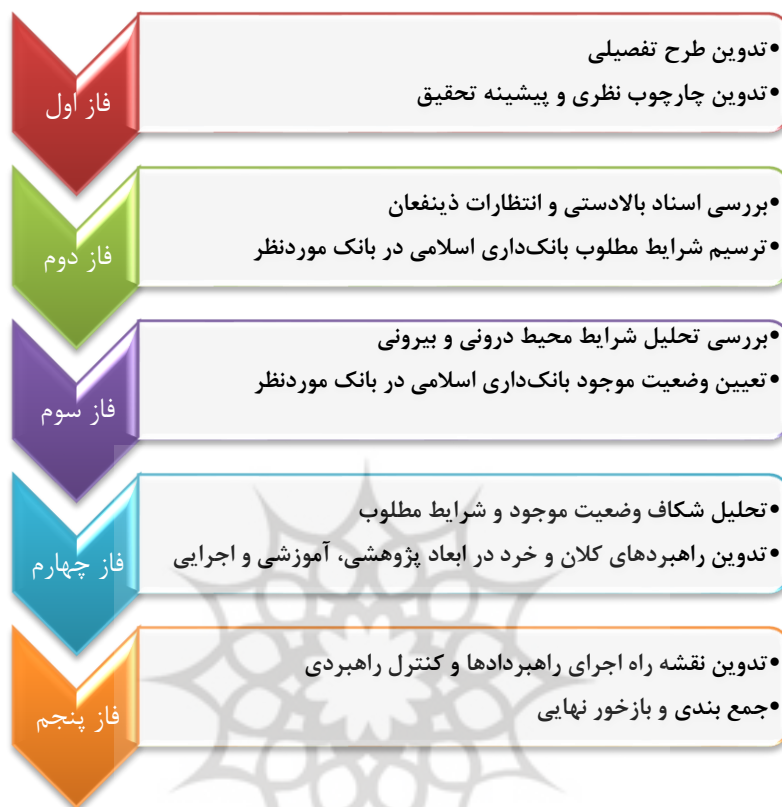 فاز اول
•تدوین طرح تفصیلی
•تدوین چارچوب نظری و پیشینه تحقیق
فاز دوم
•بررسی اسناد بالادستی و انتظارات ذینفعان
•ترسیم شرایط مطلوب بانک‌داری اسلامی در بانک موردنظر
فاز سوم
•بررسی تحلیل شرایط محیط درونی و بیرونی
•تعیین وضعیت موجود بانک‌داری اسلامی در بانک موردنظر
فاز چهارم
•تحلیل شکاف وضعیت موجود و شرایط مطلوب
•تدوین راهبردهای کلان و خرد در ابعاد پژوهشی، آموزشی و اجرایی
فاز پنجم
•تدوین نقشه راه اجرای راهبردادها و کنترل راهبردی
•جمع بندی و بازخور نهایی